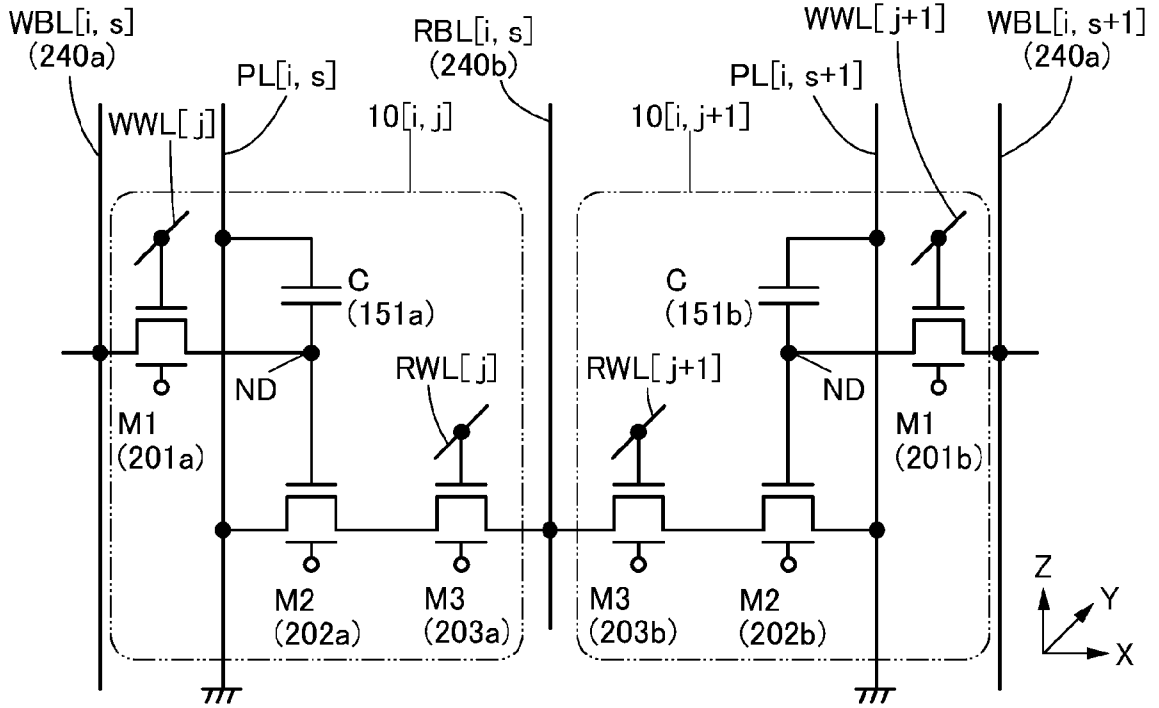 WBL[i, s]
(240a)
PL[i, s]
WWL[j]
10[i, j]
RBL[i, s]
(240b)
10[i, j+1]
PL[i, s+1]
WWL[j+1]
WBL[i, s+1]
(240a)
C
(151a)
C
(151b)
ND
RWL[j]
RWL[j+1]
ND
M1
(201a)
M1
(201b)
M2
(202a)
M3
(203a)
M3
(203b)
M2
(202b)
Z
Y
X